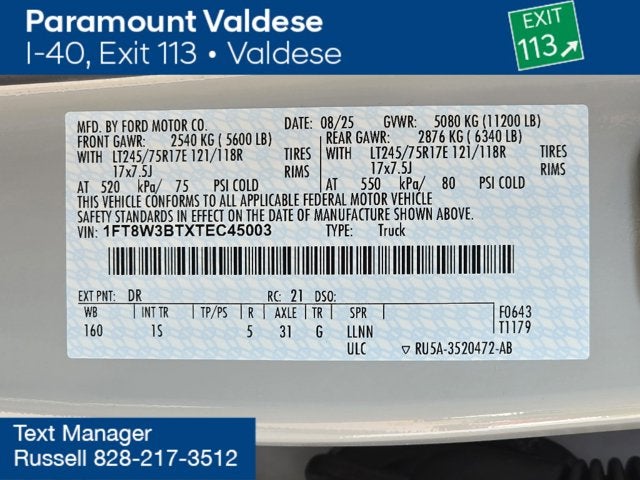 Paramount Valdese
I-40, Exit 113 • Valdese
EXIT
113
MFD. BY FORD MOTOR CO. DATE: 08/25 GVWR: 5080 KG (11200 LB)
FRONT GAWR: 2540 KG ( 5600 LB) REAR GAWR: 2876 KG ( 6340 LB)
WITH LT245/75R17E 121/118R TIRES WITH LT245/75R17E 121/118R TIRES
17x7.5J RIMS 17x7.5J RIMS
AT 520 kPa/ 75 PSI COLD AT 550 kPa/ 80 PSI COLD
THIS VEHICLE CONFORMS TO ALL APPLICABLE FEDERAL MOTOR VEHICLE
SAFETY STANDARDS IN EFFECT ON THE DATE OF MANUFACTURE SHOWN ABOVE.
VIN: 1FT8W3BTXTEC45003 TYPE: Truck
EXT PNT: DR RC: 21 DSO:
WB INT TR TP/PS R AXLE TR SPR F0643
160 1S 5 31 G LLNN T1179
ULC ▽ RU5A-3520472-AB
Text Manager
Russell 828-217-3512